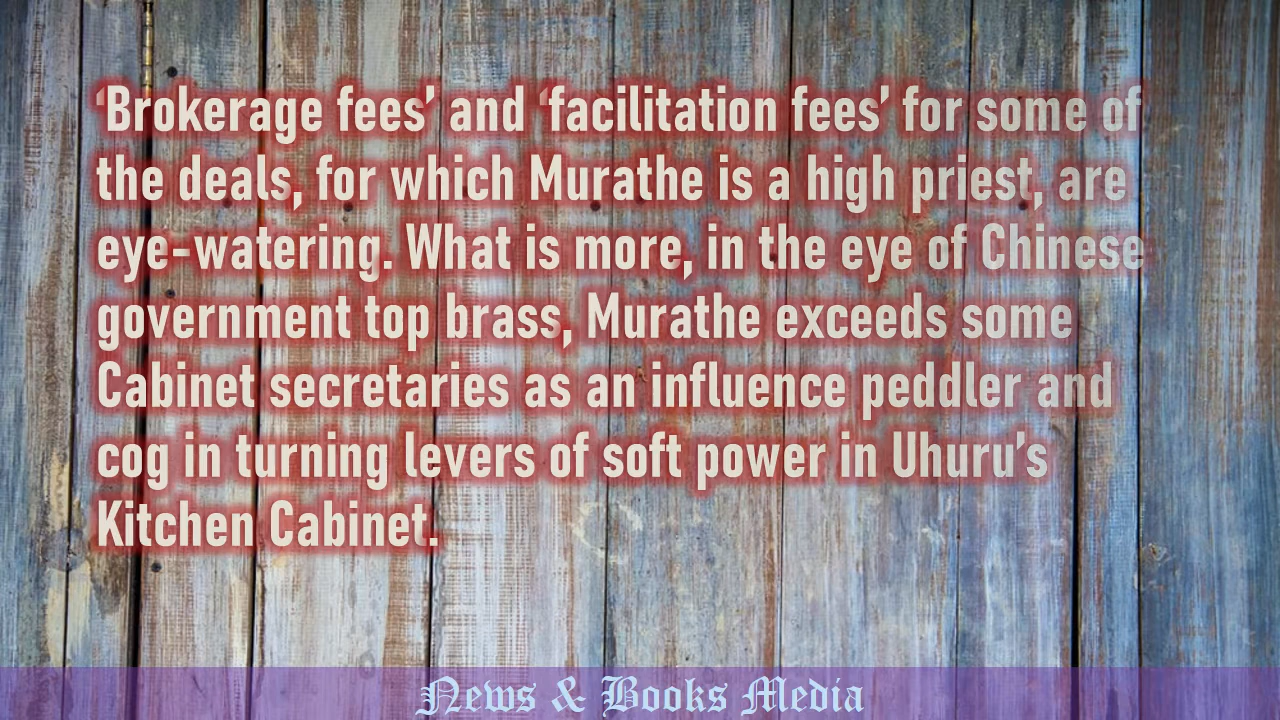 ‘Brokerage fees’ and ‘facilitation fees’ for some of
the deals, for which Murathe is a high priest, are
eye-watering. What is more, in the eye of Chinese
government top brass, Murathe exceeds some
Cabinet secretaries as an influence peddler and
cog in turning levers of soft power in Uhuru’s
Kitchen Cabinet.
News & Books Media